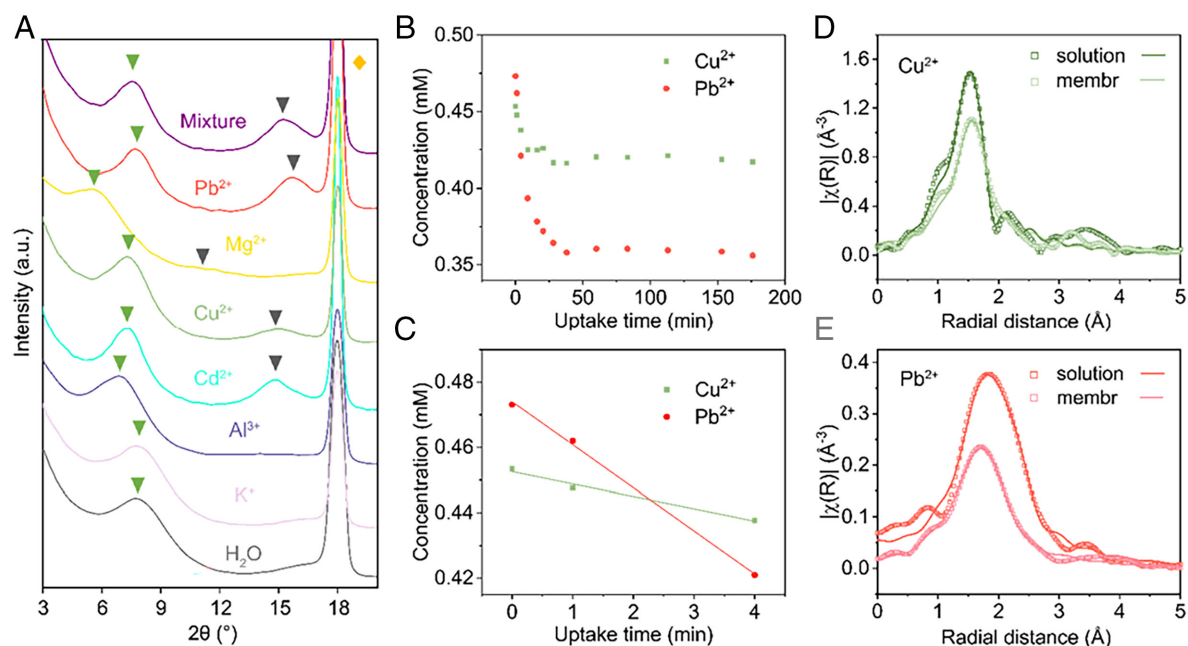 A
Intensity (a.u.)
Mixture
Pb²⁺
Mg²⁺
Cu²⁺
Cd²⁺
Al³⁺
K⁺
H₂O
3 6 9 12 15 18
2θ (°)
B
Concentration (mM)
0.50
0.45
0.40
0.35
Cu²⁺
Pb²⁺
0 50 100 150 200
Uptake time (min)
C
Concentration (mM)
0.48
0.46
0.44
0.42
Cu²⁺
Pb²⁺
0 1 2 3 4
Uptake time (min)
D
|χ(R)| (Å⁻³)
1.6
1.2
0.8
0.4
0.0
Cu²⁺
solution
membr
0 1 2 3 4 5
Radial distance (Å)
E
|χ(R)| (Å⁻³)
0.4
0.3
0.2
0.1
0.0
Pb²⁺
solution
membr
0 1 2 3 4 5
Radial distance (Å)